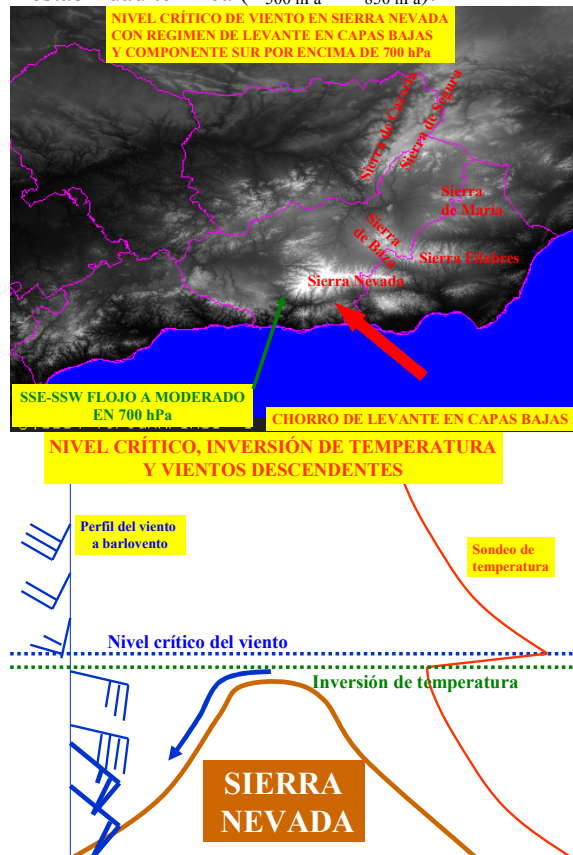 NIVEL CRÍTICO DE VIENTO EN SIERRA NEVADA
CON REGIMEN DE LEVANTE EN CAPAS BAJAS
Y COMPONENTE SUR POR ENCIMA DE 700 hPa
Sierra de Cazorla
Sierra de Segura
Sierra
de María
Sierra
de Baza
Sierra Filabres
Sierra Nevada
SSE-SSW FLOJO A MODERADO
EN 700 hPa
CHORRO DE LEVANTE EN CAPAS BAJAS
NIVEL CRÍTICO, INVERSIÓN DE TEMPERATURA
Y VIENTOS DESCENDENTES
Perfil del viento
a barlovento
Sondeo de
temperatura
Nivel crítico del viento
Inversión de temperatura
SIERRA
NEVADA